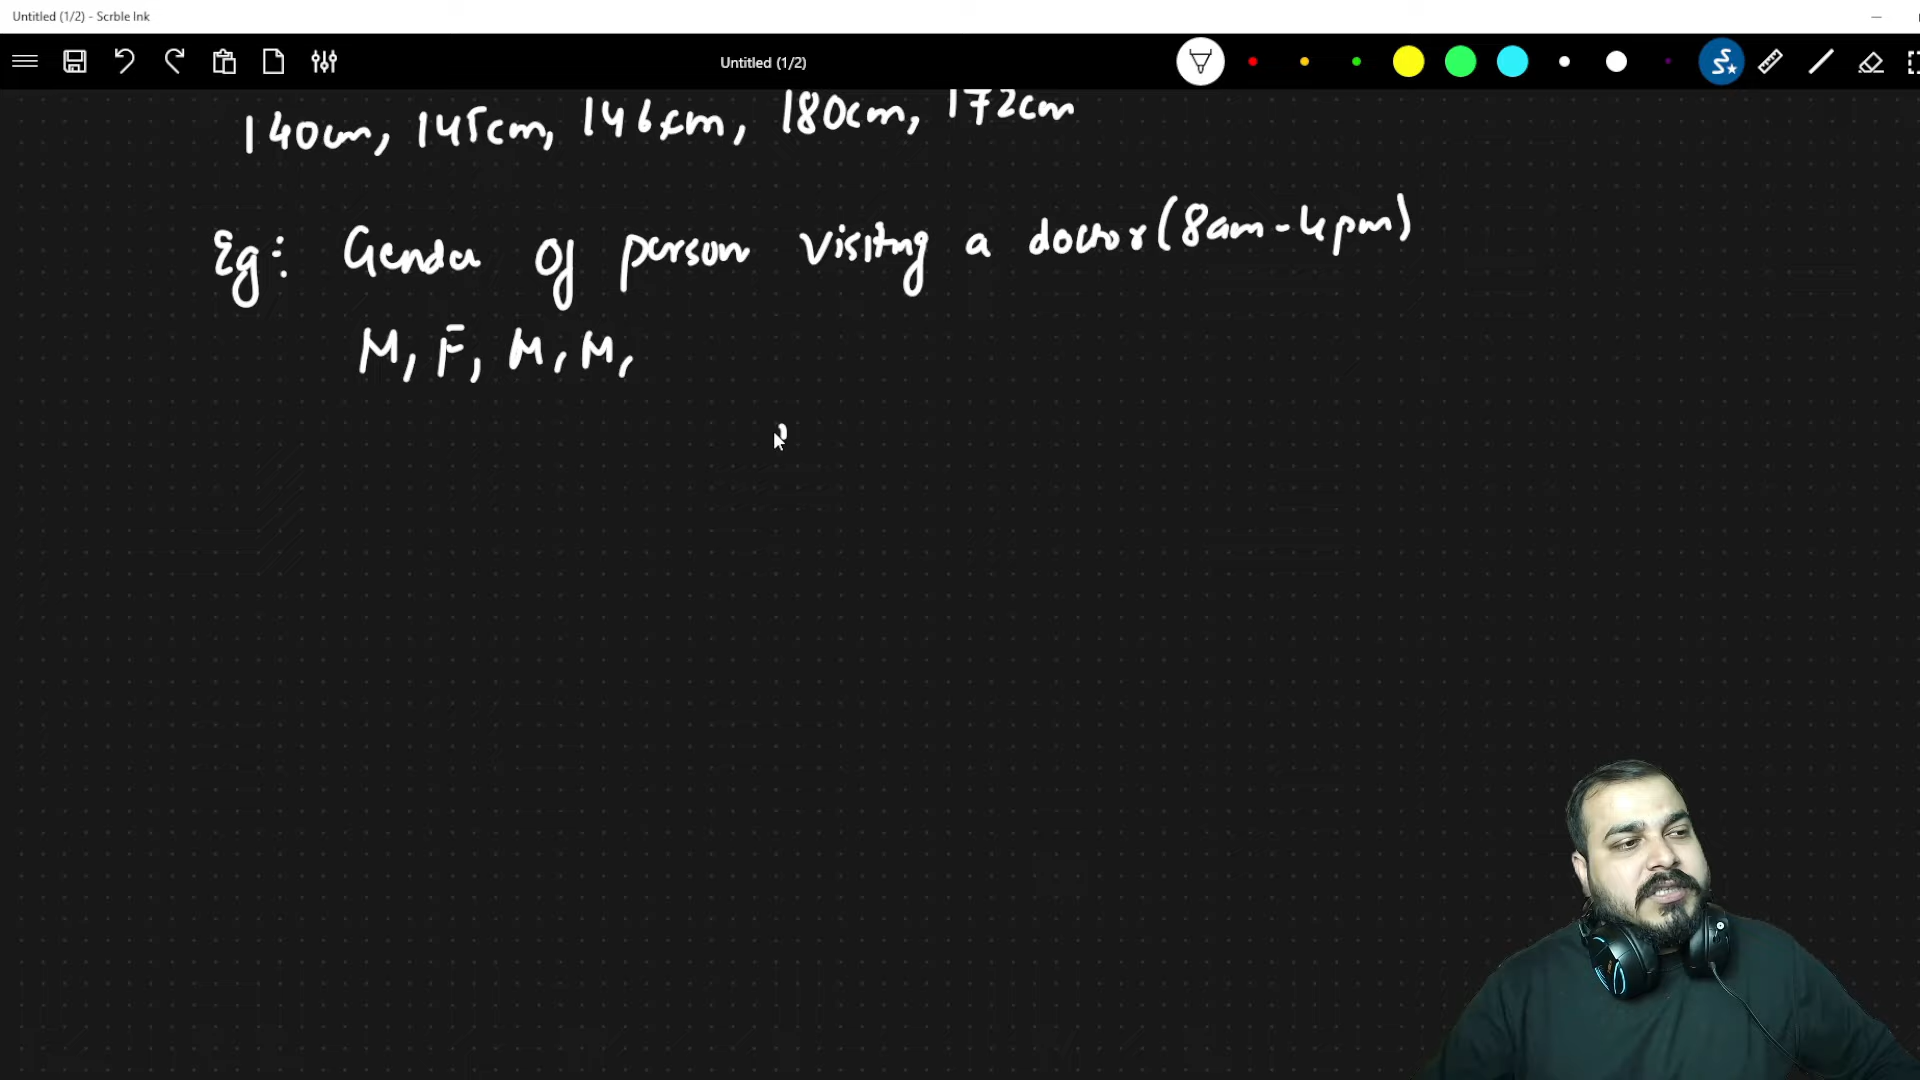 Untitled (1/2) - Scrble Ink
Untitled (1/2)
140cm, 145cm, 146cm, 180cm, 172cm
Eg: Gender Of person visiting a doctor (8am - 4pm)
M, F, M, M,